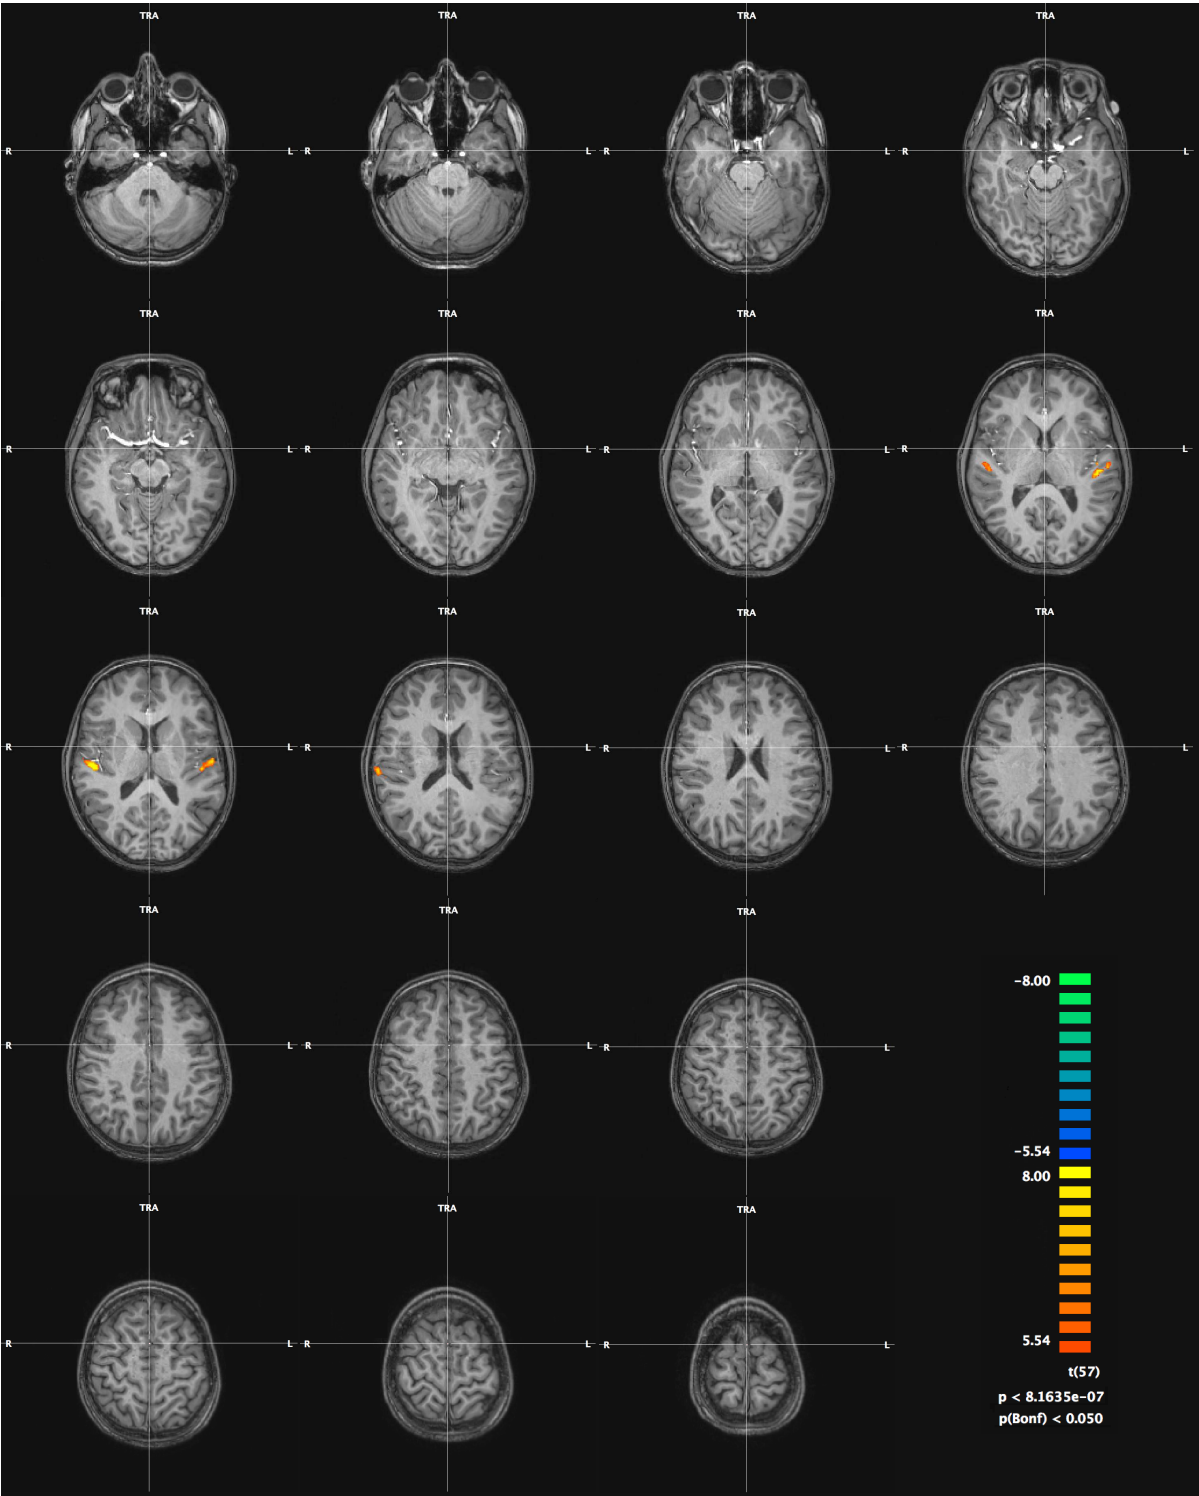 TRA TRA TRA TRA
R L R L R L R L
TRA TRA TRA TRA
R L R L R L R L
TRA TRA TRA TRA
R L R L R L R L
TRA TRA TRA
R L R L R L
-8.00
-5.54
8.00
5.54
t(57)
p < 8.1635e-07
p(Bonf) < 0.050
TRA TRA TRA
R L R L R L